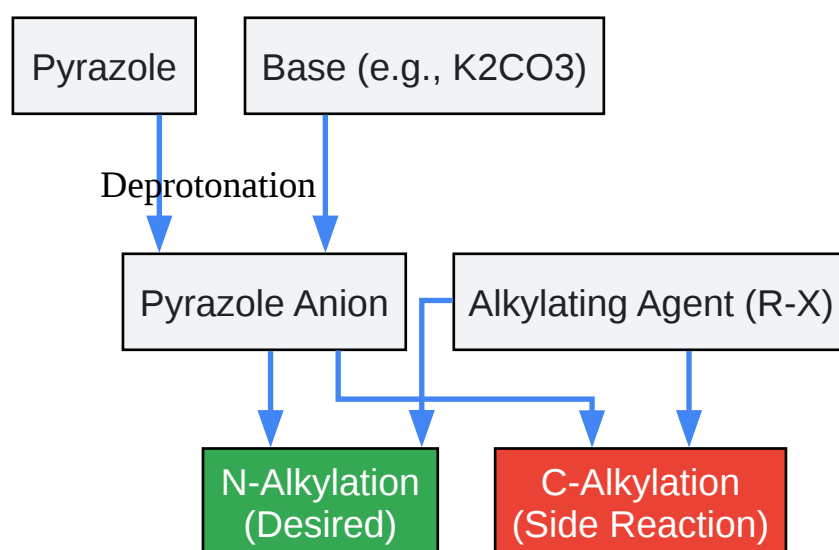 Pyrazole
Base (e.g., K2CO3)
Deprotonation
Pyrazole Anion
Alkylating Agent (R-X)
N-Alkylation
(Desired)
C-Alkylation
(Side Reaction)